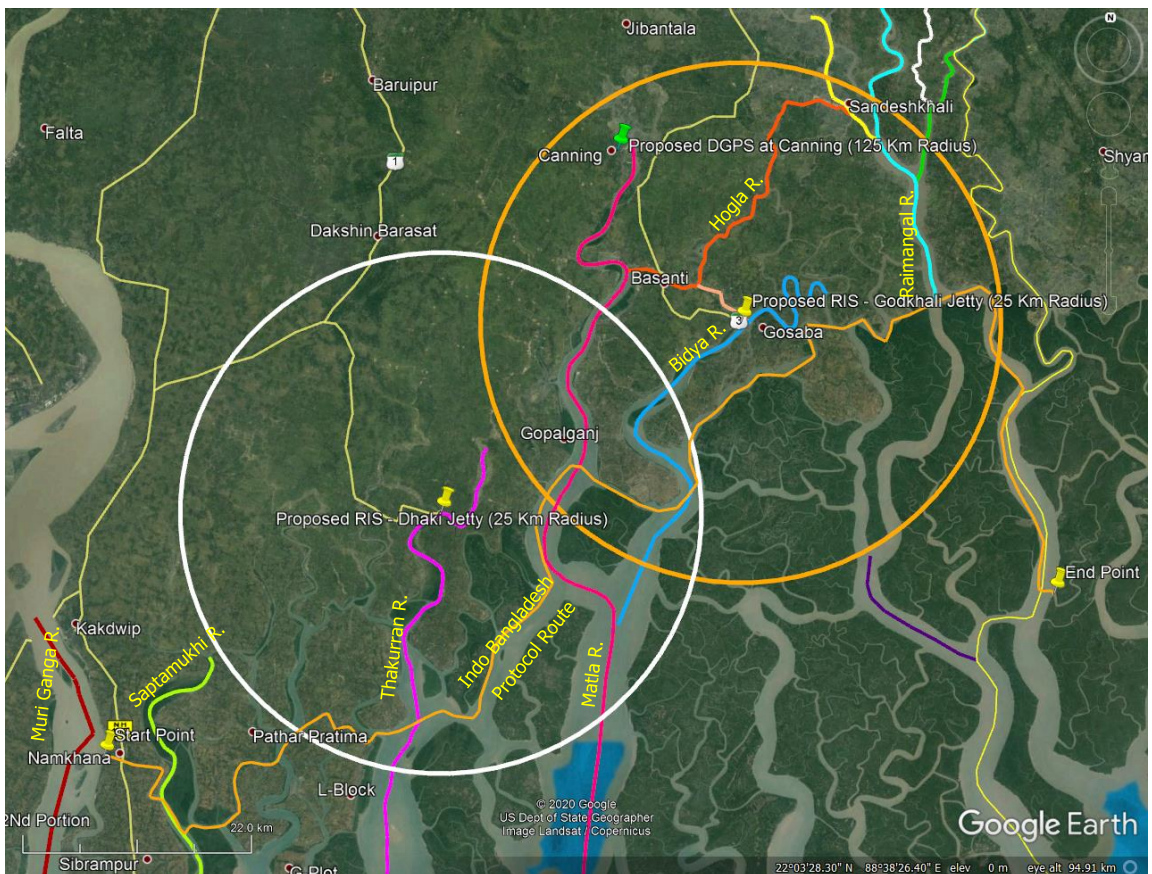 N
Jibantala
Baruipur
Falta
Sandeshkhali
1
Proposed DGPS at Canning (125 Km Radius)
Canning
Shyar
Hogla R.
Raimangal R.
Dakshin Barasat
Basanti
Proposed RIS - Godkhali Jetty (25 Km Radius)
3
Gosaba
Bidya R.
Gopalganj
Proposed RIS - Dhaki Jetty (25 Km Radius)
End Point
Indo Bangladesh
Protocol Route
Kakdwip
Saptamukhi R.
Thakurran R.
Matla R.
Muri Ganga R.
NH
Start Point
Pathar Pratima
Namkhana
L-Block
2Nd Portion
22.0 km
© 2020 Google
US Dept of State Geographer
Image Landsat / Copernicus
Google Earth
Sibrampur
G-Plot
22°03'28.30" N 88°38'26.40" E elev 0 m eye alt 94.91 km